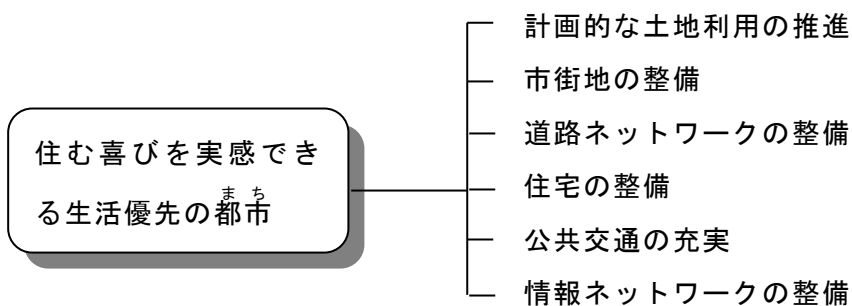 住む喜びを実感でき
る生活優先の都市
まち
計画的な土地利用の推進
市街地の整備
道路ネットワークの整備
住宅の整備
公共交通の充実
情報ネットワークの整備